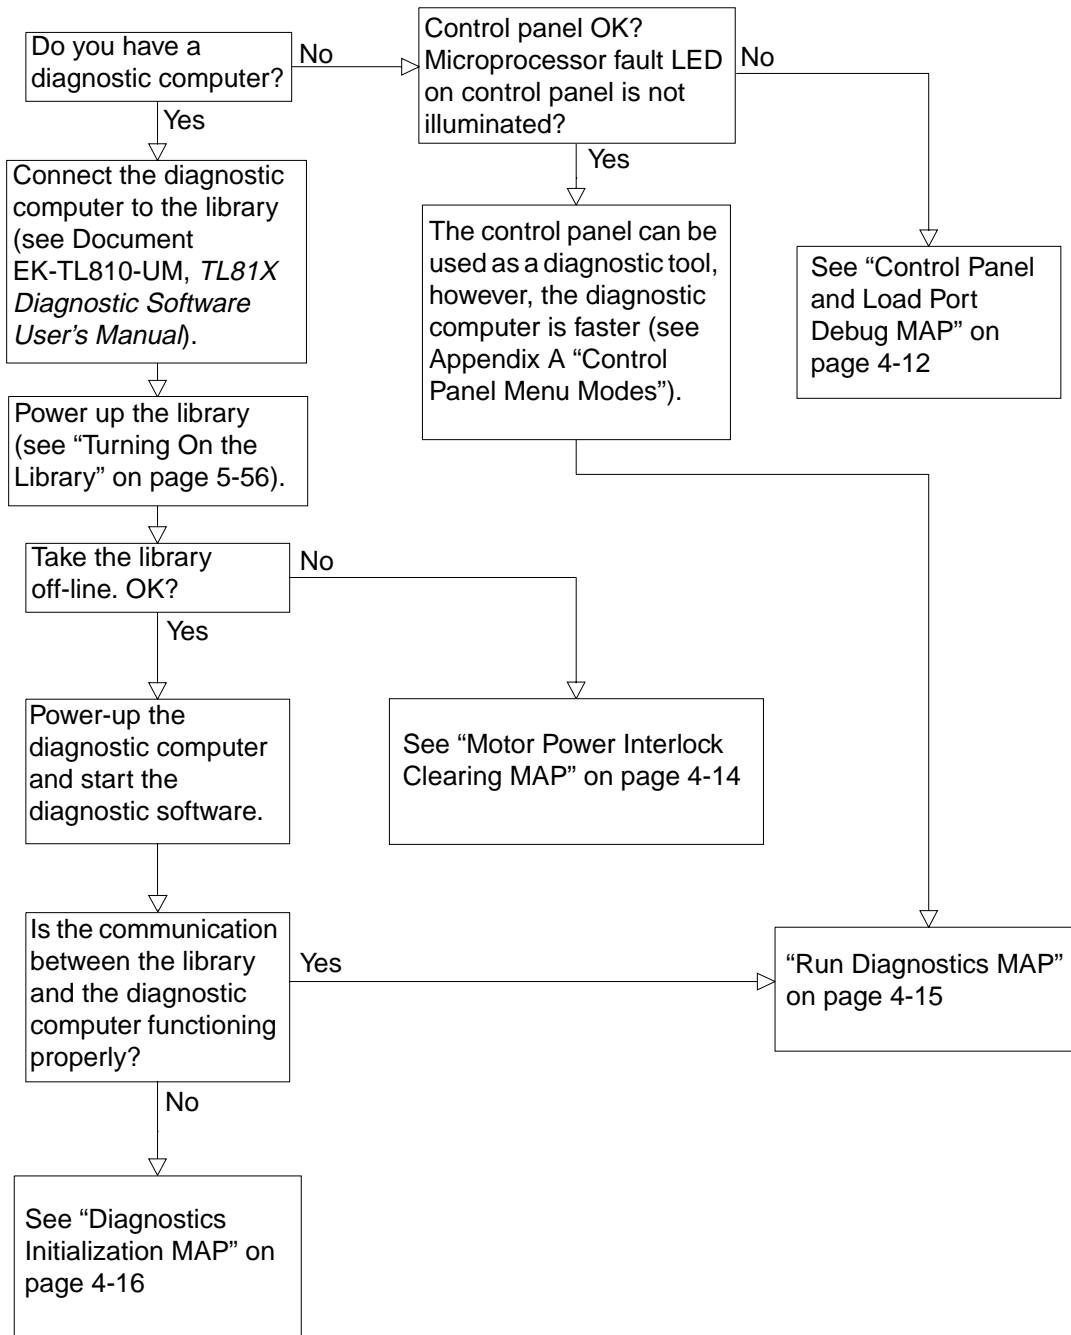 Do you have a
diagnostic computer?
No
Control panel OK?
Microprocessor fault LED
on control panel is not
illuminated?
No
Yes
Yes
Connect the diagnostic
computer to the library
(see Document
EK-TL810-UM, TL81X
Diagnostic Software
User's Manual).
The control panel can be
used as a diagnostic tool,
however, the diagnostic
computer is faster (see
Appendix A “Control
Panel Menu Modes”).
See “Control Panel
and Load Port
Debug MAP” on
page 4-12
Power up the library
(see “Turning On the
Library” on page 5-56).
Take the library
off-line. OK?
No
Yes
Power-up the
diagnostic computer
and start the
diagnostic software.
See “Motor Power Interlock
Clearing MAP” on page 4-14
Is the communication
between the library
and the diagnostic
computer functioning
properly?
Yes
“Run Diagnostics MAP”
on page 4-15
No
See “Diagnostics
Initialization MAP” on
page 4-16